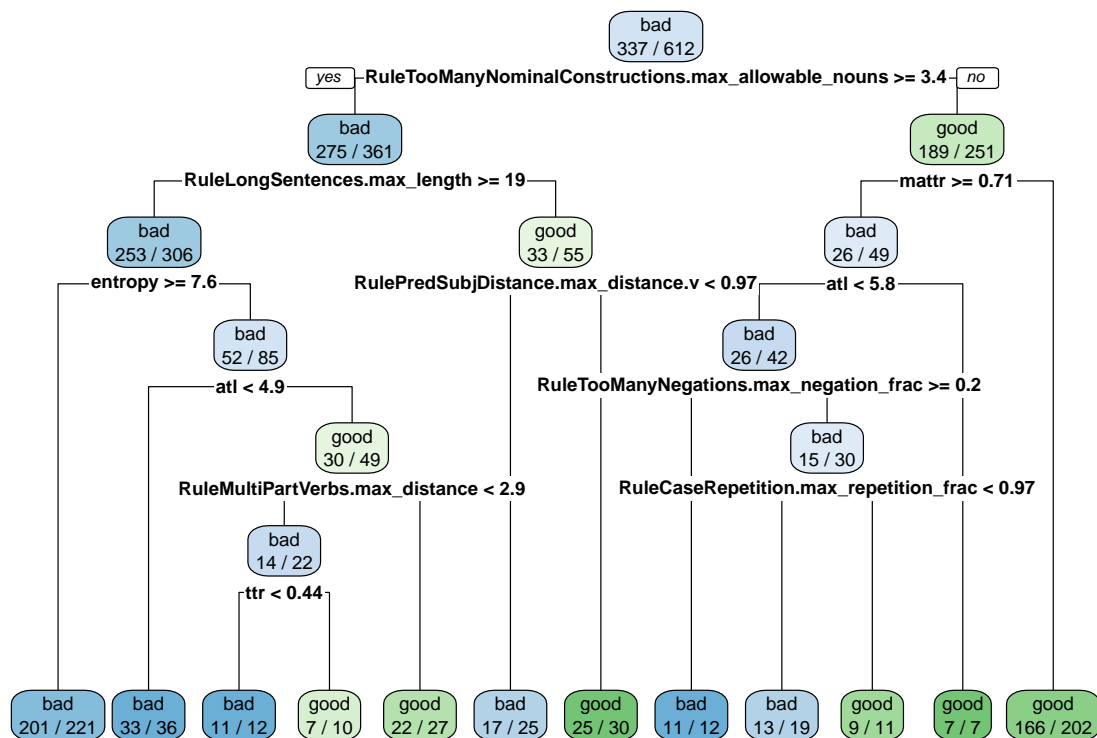 bad
337 / 612
yes RuleTooManyNominalConstructions.max_allowable_nouns >= 3.4 no
bad
275 / 361
good
189 / 251
RuleLongSentences.max_length >= 19
mattr >= 0.71
bad
253 / 306
good
33 / 55
bad
26 / 49
entropy >= 7.6
RulePredSubjDistance.max_distance.v < 0.97
atl < 5.8
bad
52 / 85
bad
26 / 42
atl < 4.9
RuleTooManyNegations.max_negation_frac >= 0.2
good
30 / 49
bad
15 / 30
RuleMultiPartVerbs.max_distance < 2.9
RuleCaseRepetition.max_repetition_frac < 0.97
bad
14 / 22
ttr < 0.44
bad
201 / 221
bad
33 / 36
bad
11 / 12
good
7 / 10
good
22 / 27
bad
17 / 25
good
25 / 30
bad
11 / 12
bad
13 / 19
good
9 / 11
good
7 / 7
good
166 / 202